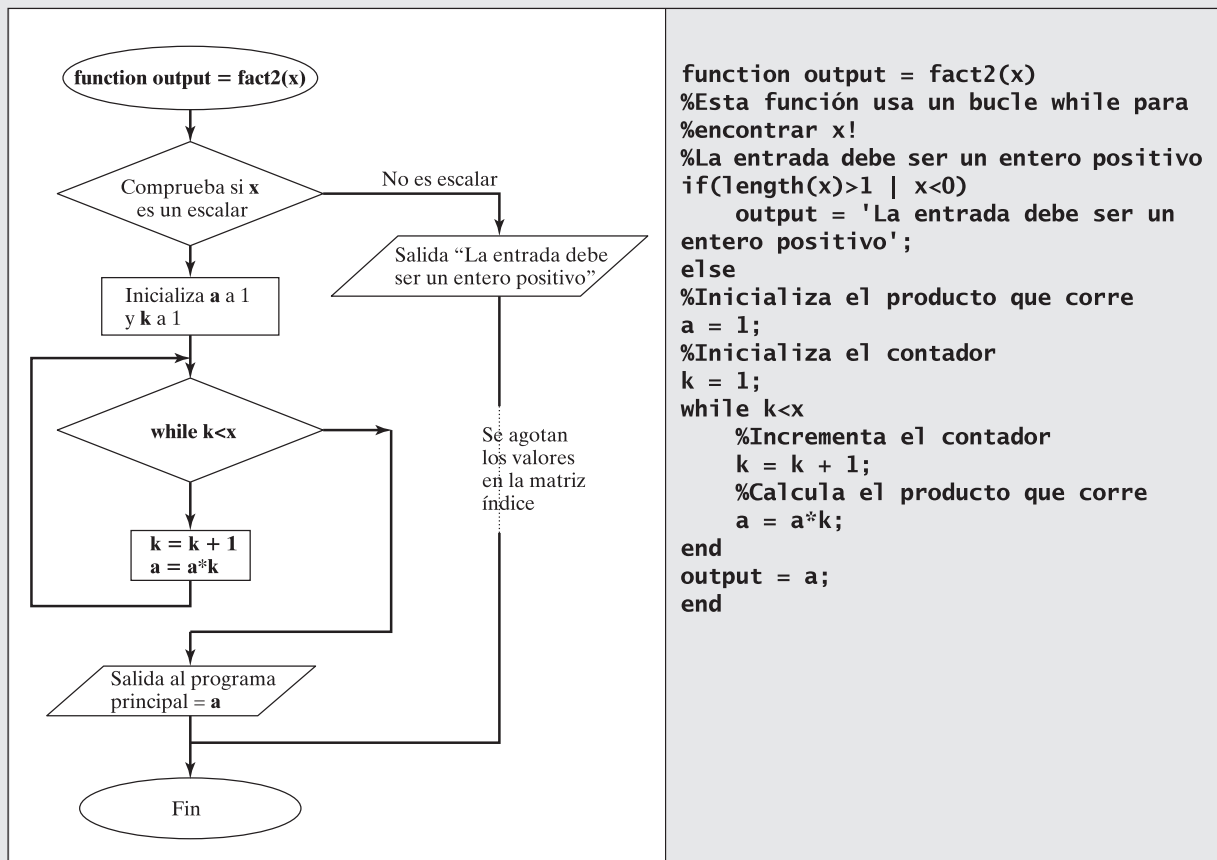 function output = fact2(x)
Comprueba si x
es un escalar
No es escalar
Salida “La entrada debe
ser un entero positivo”
Inicializa a a 1
y k a 1
while k<x
Se agotan
los valores
en la matriz
índice
k = k + 1
a = a*k
Salida al programa
principal = a
Fin
function output = fact2(x)
%Esta función usa un bucle while para
%encontrar x!
%La entrada debe ser un entero positivo
if(length(x)>1 | x<0)
    output = 'La entrada debe ser un
entero positivo';
else
%Inicializa el producto que corre
a = 1;
%Inicializa el contador
k = 1;
while k<x
    %Incrementa el contador
    k = k + 1;
    %Calcula el producto que corre
    a = a*k;
end
output = a;
end